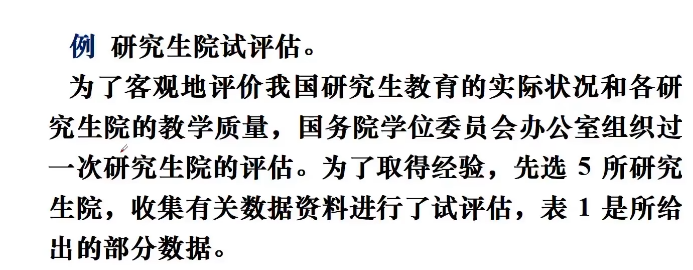 例 研究生院试评估。
为了客观地评价我国研究生教育的实际状况和各研
究生院的教学质量，国务院学位委员会办公室组织过
一次研究生院的评估。为了取得经验，先选 5 所研究
生院，收集有关数据资料进行了试评估，表 1 是所给
出的部分数据。